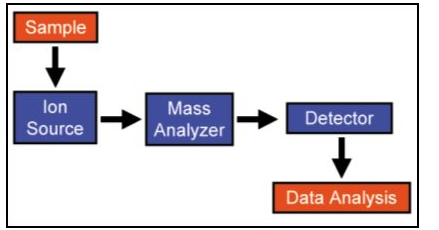 Sample
Ion
Source
Mass
Analyzer
Detector
Data Analysis